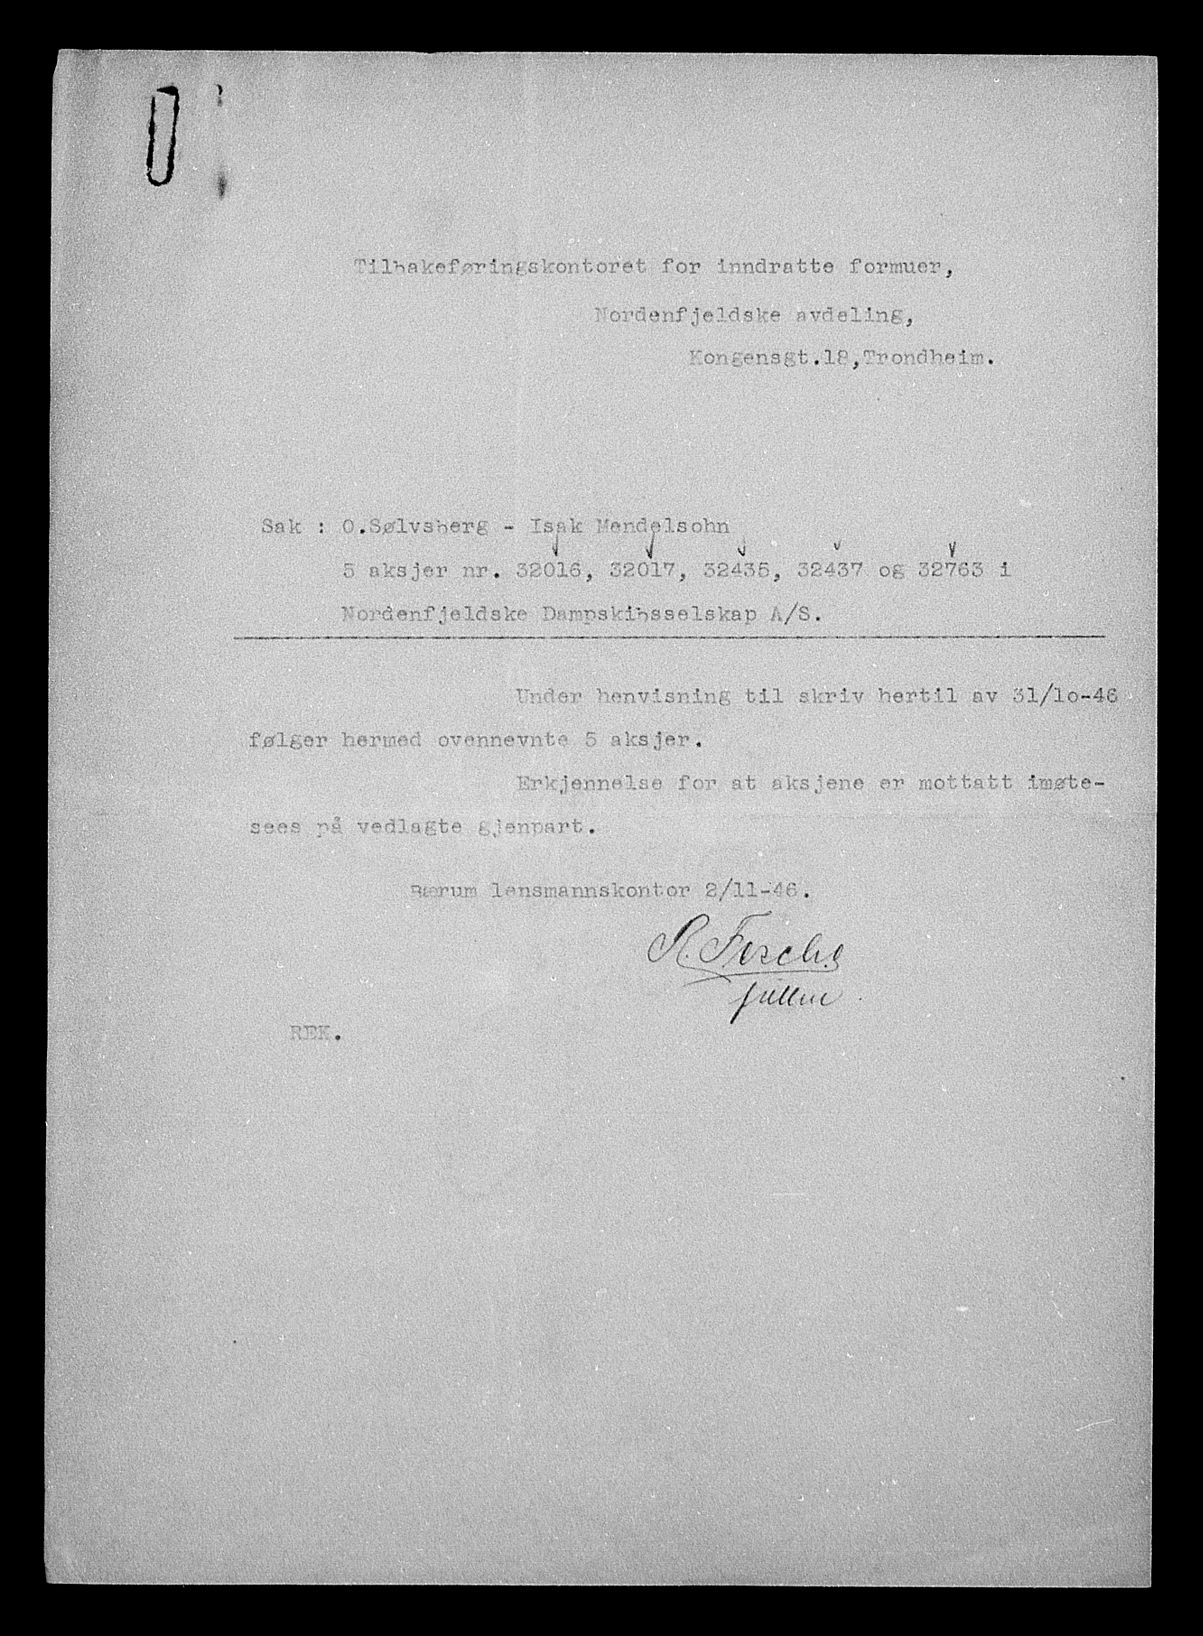 Tilbakeføringskontoret for inndratte formuer,
Nordenfjeldske avdeling,
Kongensgt.18,Trondheim.
Sak : O.Sølvsberg - Isak Mendelsohn
5 aksjer nr. 32016, 32017, 32435, 32437 og 32763 i
Nordenfjeldske Dampskibsselskap A/S.
Under henvisning til skriv hertil av 31/1o-46
følger hermed ovennevnte 5 aksjer.
Erkjennelse for at aksjene er mottatt imøte-
sees på vedlagte gjenpart.
Bærum lensmannskontor 2/11-46.
REK.